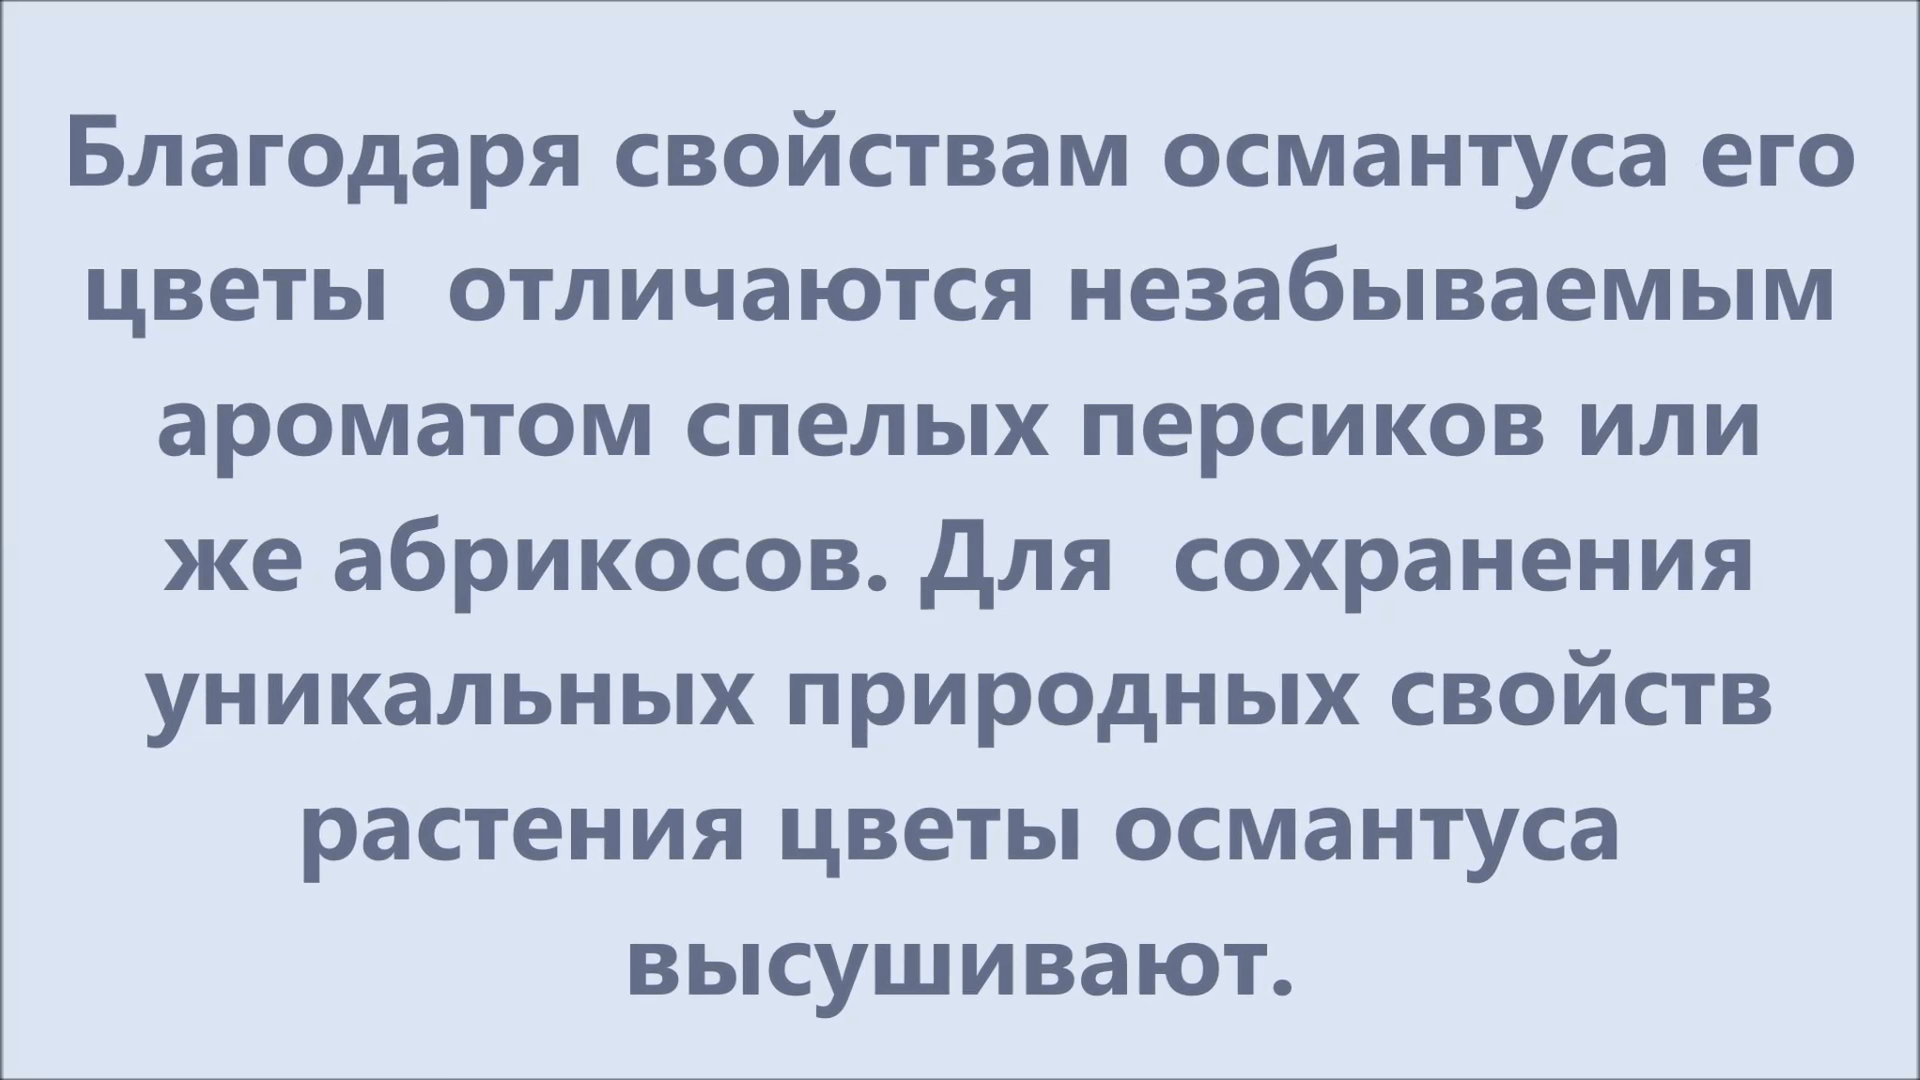 Благодаря свойствам османтуса его
цветы  отличаются незабываемым
ароматом спелых персиков или
же абрикосов. Для  сохранения
уникальных природных свойств
растения цветы османтуса
высушивают.